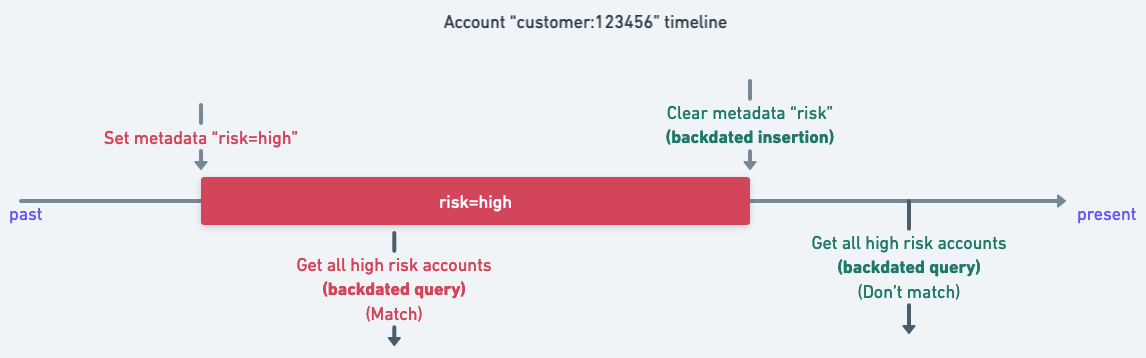 Account “customer:123456” timeline
Set metadata “risk=high”
Clear metadata “risk”
(backdated insertion)
risk=high
past
present
Get all high risk accounts
(backdated query)
(Match)
Get all high risk accounts
(backdated query)
(Don’t match)